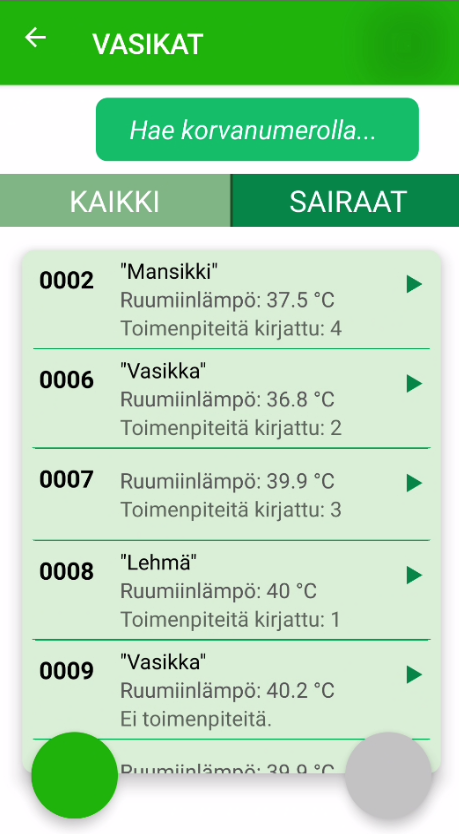 VASIKAT
Hae korvanumerolla...
KAIKKI
SAIRAAT
0002
"Mansikki"
Ruumiinlämpö: 37.5 °C
Toimenpiteitä kirjattu: 4
0006
"Vasikka"
Ruumiinlämpö: 36.8 °C
Toimenpiteitä kirjattu: 2
0007
Ruumiinlämpö: 39.9 °C
Toimenpiteitä kirjattu: 3
0008
"Lehmä"
Ruumiinlämpö: 40 °C
Toimenpiteitä kirjattu: 1
0009
"Vasikka"
Ruumiinlämpö: 40.2 °C
Ei toimenpiteitä.
Ruumiinlämpö: 39.9 °C